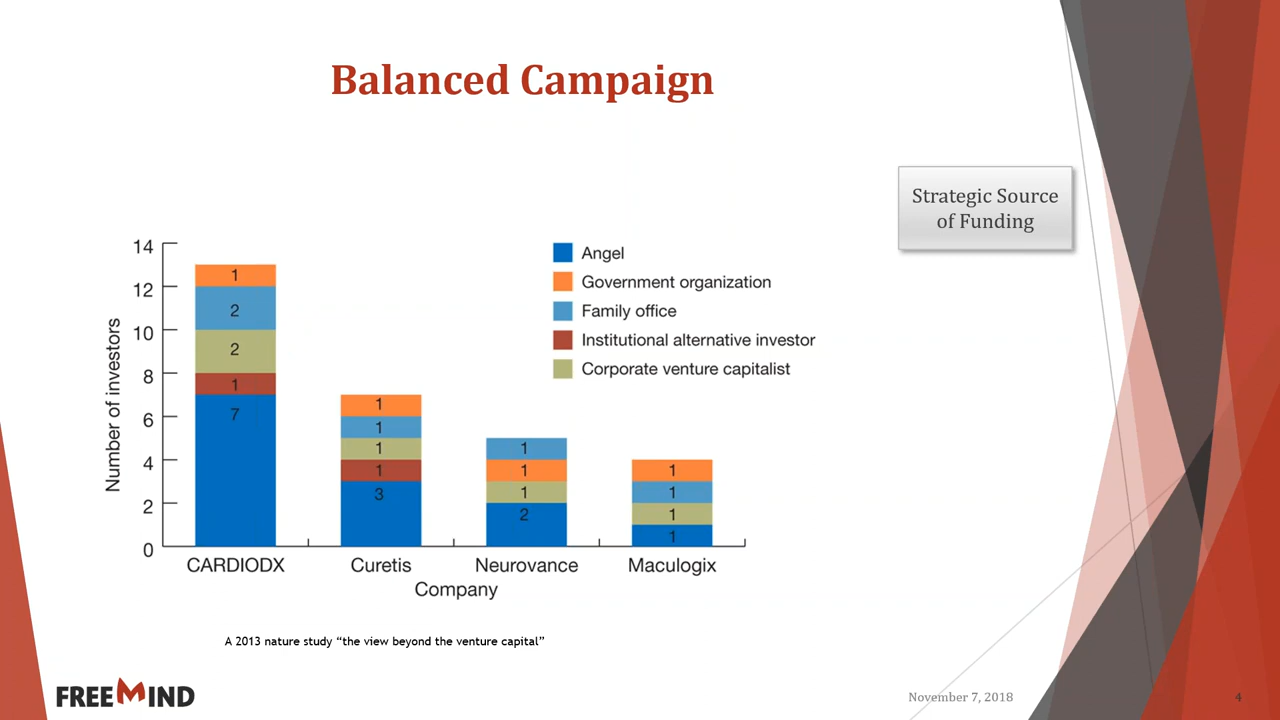 Balanced Campaign
Strategic Source
of Funding
14
12
10
8
6
4
2
0
Number of investors
1
2
2
1
7
1
1
1
1
3
1
1
1
2
1
1
1
1
Angel
Government organization
Family office
Institutional alternative investor
Corporate venture capitalist
CARDIODX
Curetis
Neurovance
Maculogix
Company
A 2013 nature study “the view beyond the venture capital”
FREEMIND
November 7, 2018
4